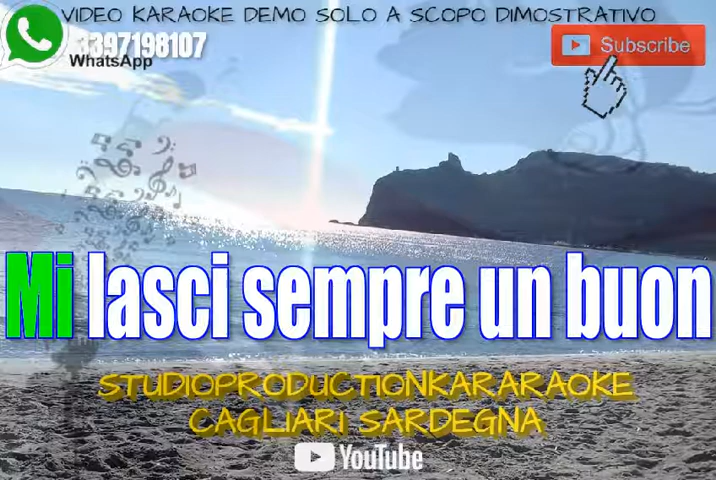 VIDEO KARAOKE DEMO SOLO A SCOPO DIMOSTRATIVO
3397198107
WhatsApp
Subscribe
Mi lasci sempre un buon
STUDIOPRODUCTIONKARARAOKE
CAGLIARI SARDEGNA
YouTube